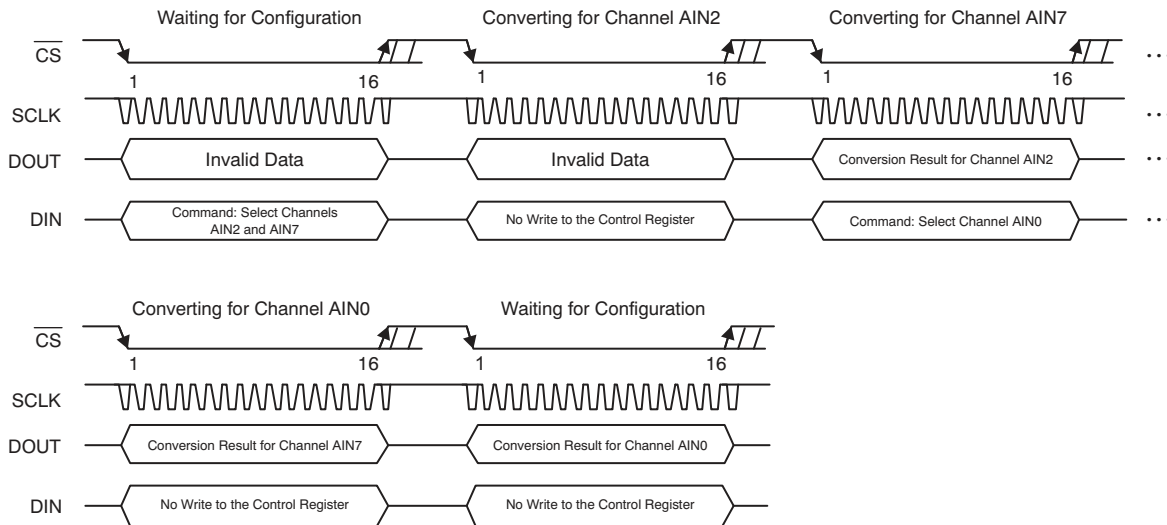 Waiting for Configuration Converting for Channel AIN2 Converting for Channel AIN7
CS
1 16 1 16 1 16
...
SCLK
...
DOUT Invalid Data Invalid Data Conversion Result for Channel AIN2 ...
DIN Command: Select Channels
AIN2 and AIN7 No Write to the Control Register Command: Select Channel AIN0 ...
Converting for Channel AIN0 Waiting for Configuration
CS
1 16 1 16
SCLK
DOUT Conversion Result for Channel AIN7 Conversion Result for Channel AIN0
DIN No Write to the Control Register No Write to the Control Register